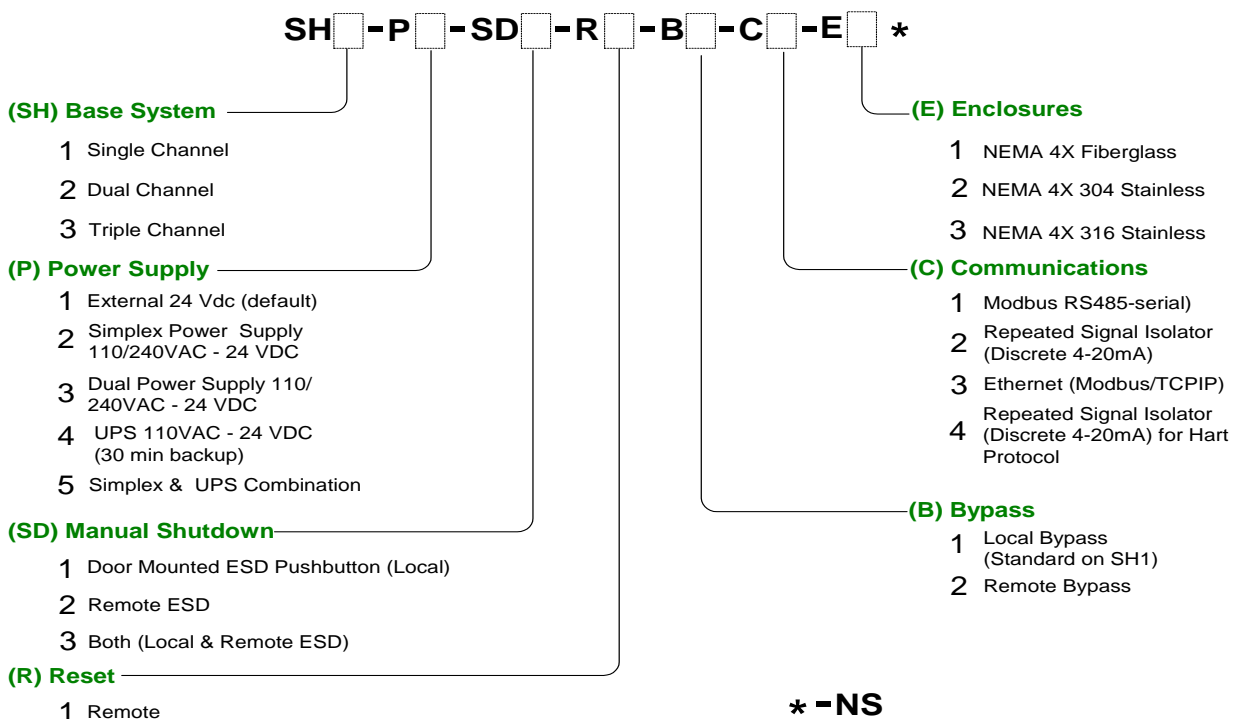 SH -P -SD -R -B -C -E *
(SH) Base System
1 Single Channel
2 Dual Channel
3 Triple Channel
(P) Power Supply
1 External 24 Vdc (default)
2 Simplex Power Supply
110/240VAC - 24 VDC
3 Dual Power Supply 110/
240VAC - 24 VDC
4 UPS 110VAC - 24 VDC
(30 min backup)
5 Simplex & UPS Combination
(SD) Manual Shutdown
1 Door Mounted ESD Pushbutton (Local)
2 Remote ESD
3 Both (Local & Remote ESD)
(R) Reset
1 Remote
(E) Enclosures
1 NEMA 4X Fiberglass
2 NEMA 4X 304 Stainless
3 NEMA 4X 316 Stainless
(C) Communications
1 Modbus RS485-serial)
2 Repeated Signal Isolator
(Discrete 4-20mA)
3 Ethernet (Modbus/TCPIP)
4 Repeated Signal Isolator
(Discrete 4-20mA) for Hart
Protocol
(B) Bypass
1 Local Bypass
(Standard on SH1)
2 Remote Bypass
* -NS